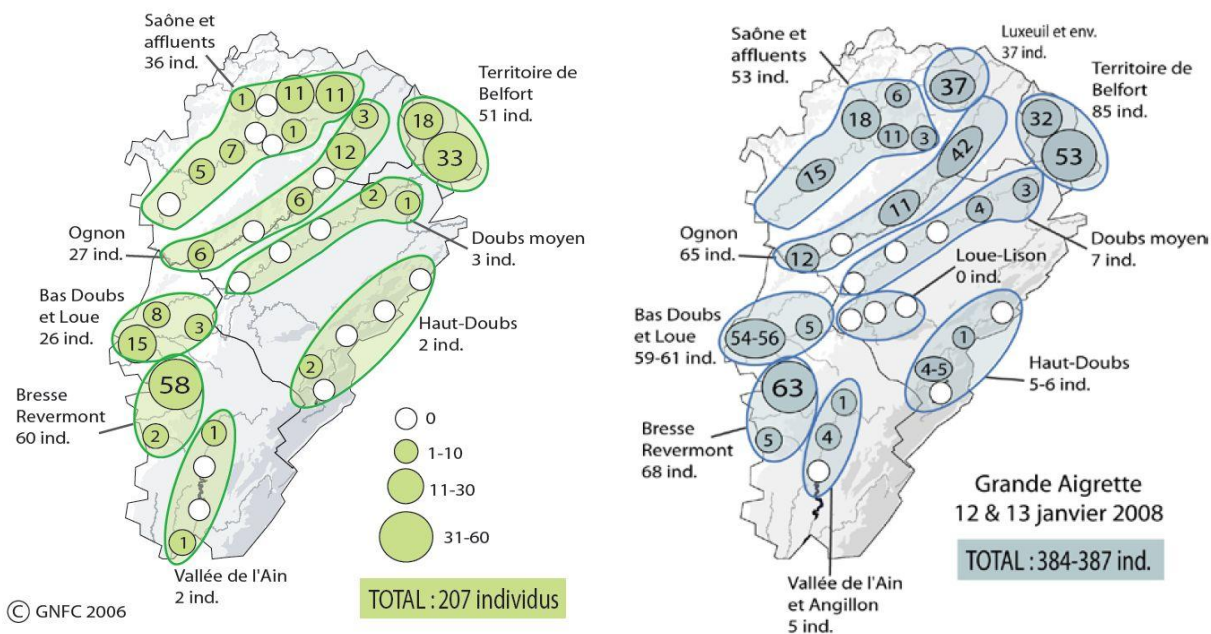 Saône et
affluents
36 ind.
1
11
11
1
7
5
3
12
6
6
Territoire de
Belfort
51 ind.
18
33
2
1
Ognon
27 ind.
Doubs moyen
3 ind.
Bas Doubs
et Loue
26 ind.
8
3
15
Haut-Doubs
2 ind.
2
58
2
Bresse
Revermont
60 ind.
1
1
Vallée de l'Ain
2 ind.
0
1-10
11-30
31-60
TOTAL : 207 individus
© GNFC 2006
Saône et
affluents
53 ind.
Luxeuil et env.
37 ind.
37
6
18
11
3
15
42
11
12
Territoire de
Belfort
85 ind.
32
53
3
4
Ognon
65 ind.
Doubs moyen
7 ind.
Loue-Lison
0 ind.
Bas Doubs
et Loue
59-61 ind.
5
54-56
1
4-5
Haut-Doubs
5-6 ind.
63
5
Bresse
Revermont
68 ind.
1
4
Vallée de l'Ain
et Angillon
5 ind.
Grande Aigrette
12 & 13 janvier 2008
TOTAL : 384-387 ind.